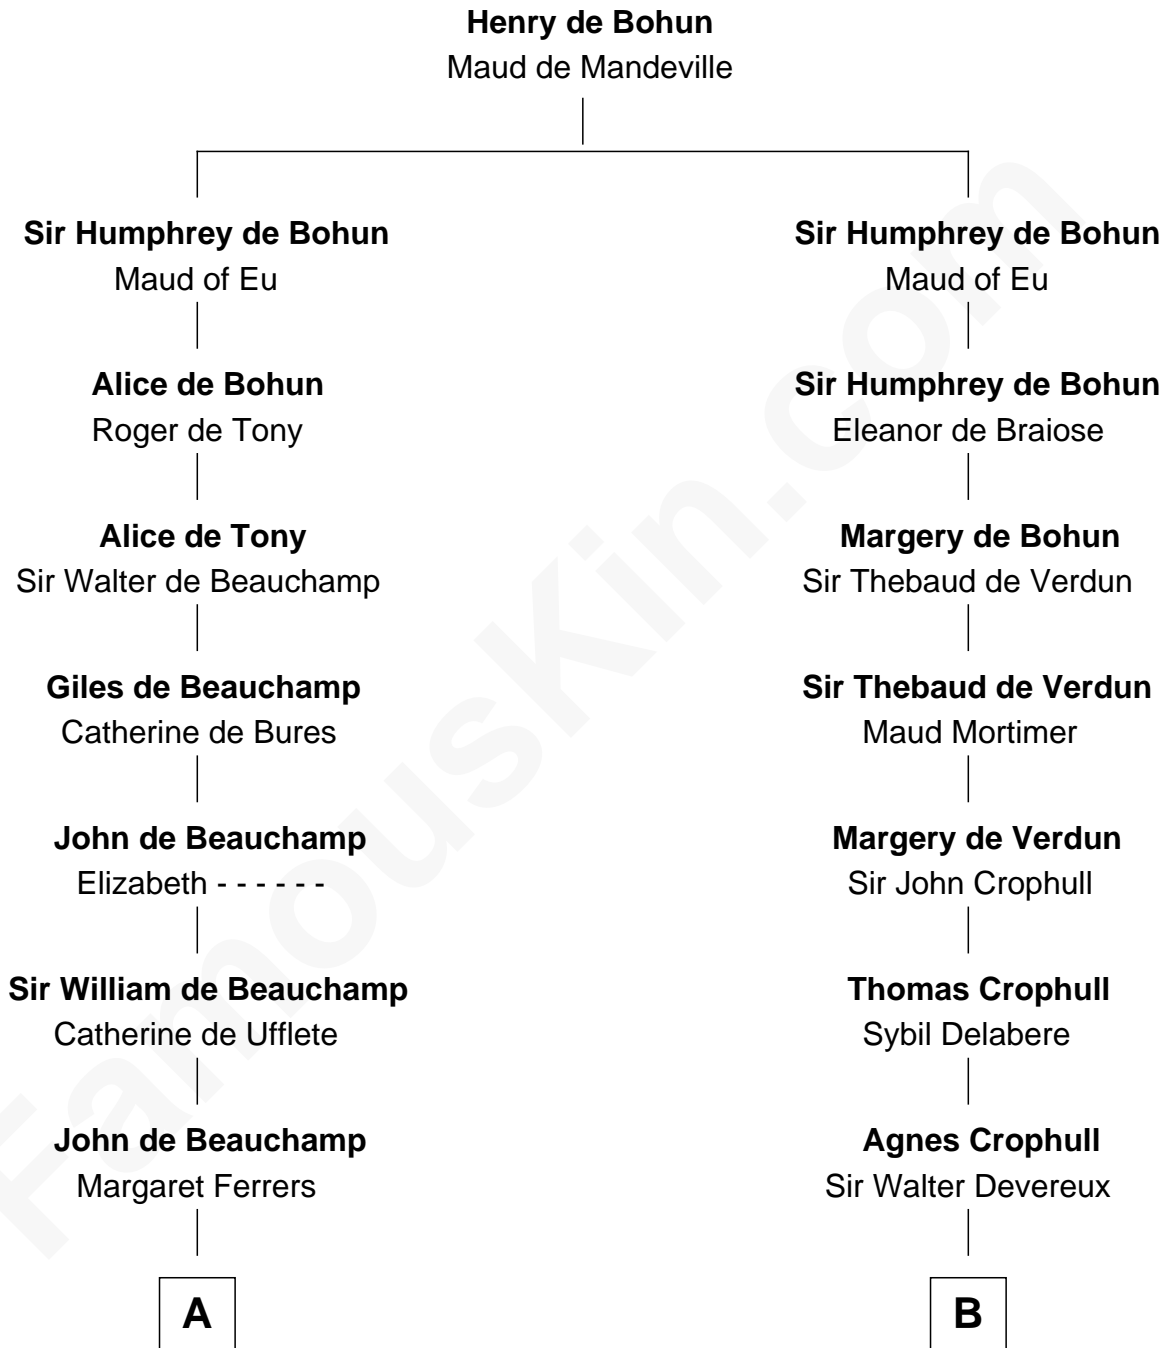 Henry de Bohun
Maud de Mandeville
Sir Humphrey de Bohun
Maud of Eu
Alice de Bohun
Roger de Tony
Alice de Tony
Sir Walter de Beauchamp
Giles de Beauchamp
Catherine de Bures
John de Beauchamp
Elizabeth - - - - - -
Sir William de Beauchamp
Catherine de Ufflete
John de Beauchamp
Margaret Ferrers
A
Sir Humphrey de Bohun
Maud of Eu
Sir Humphrey de Bohun
Eleanor de Braiose
Margery de Bohun
Sir Thebaud de Verdun
Sir Thebaud de Verdun
Maud Mortimer
Margery de Verdun
Sir John Crophull
Thomas Crophull
Sybil Delabere
Agnes Crophull
Sir Walter Devereux
B
FamousKin.com